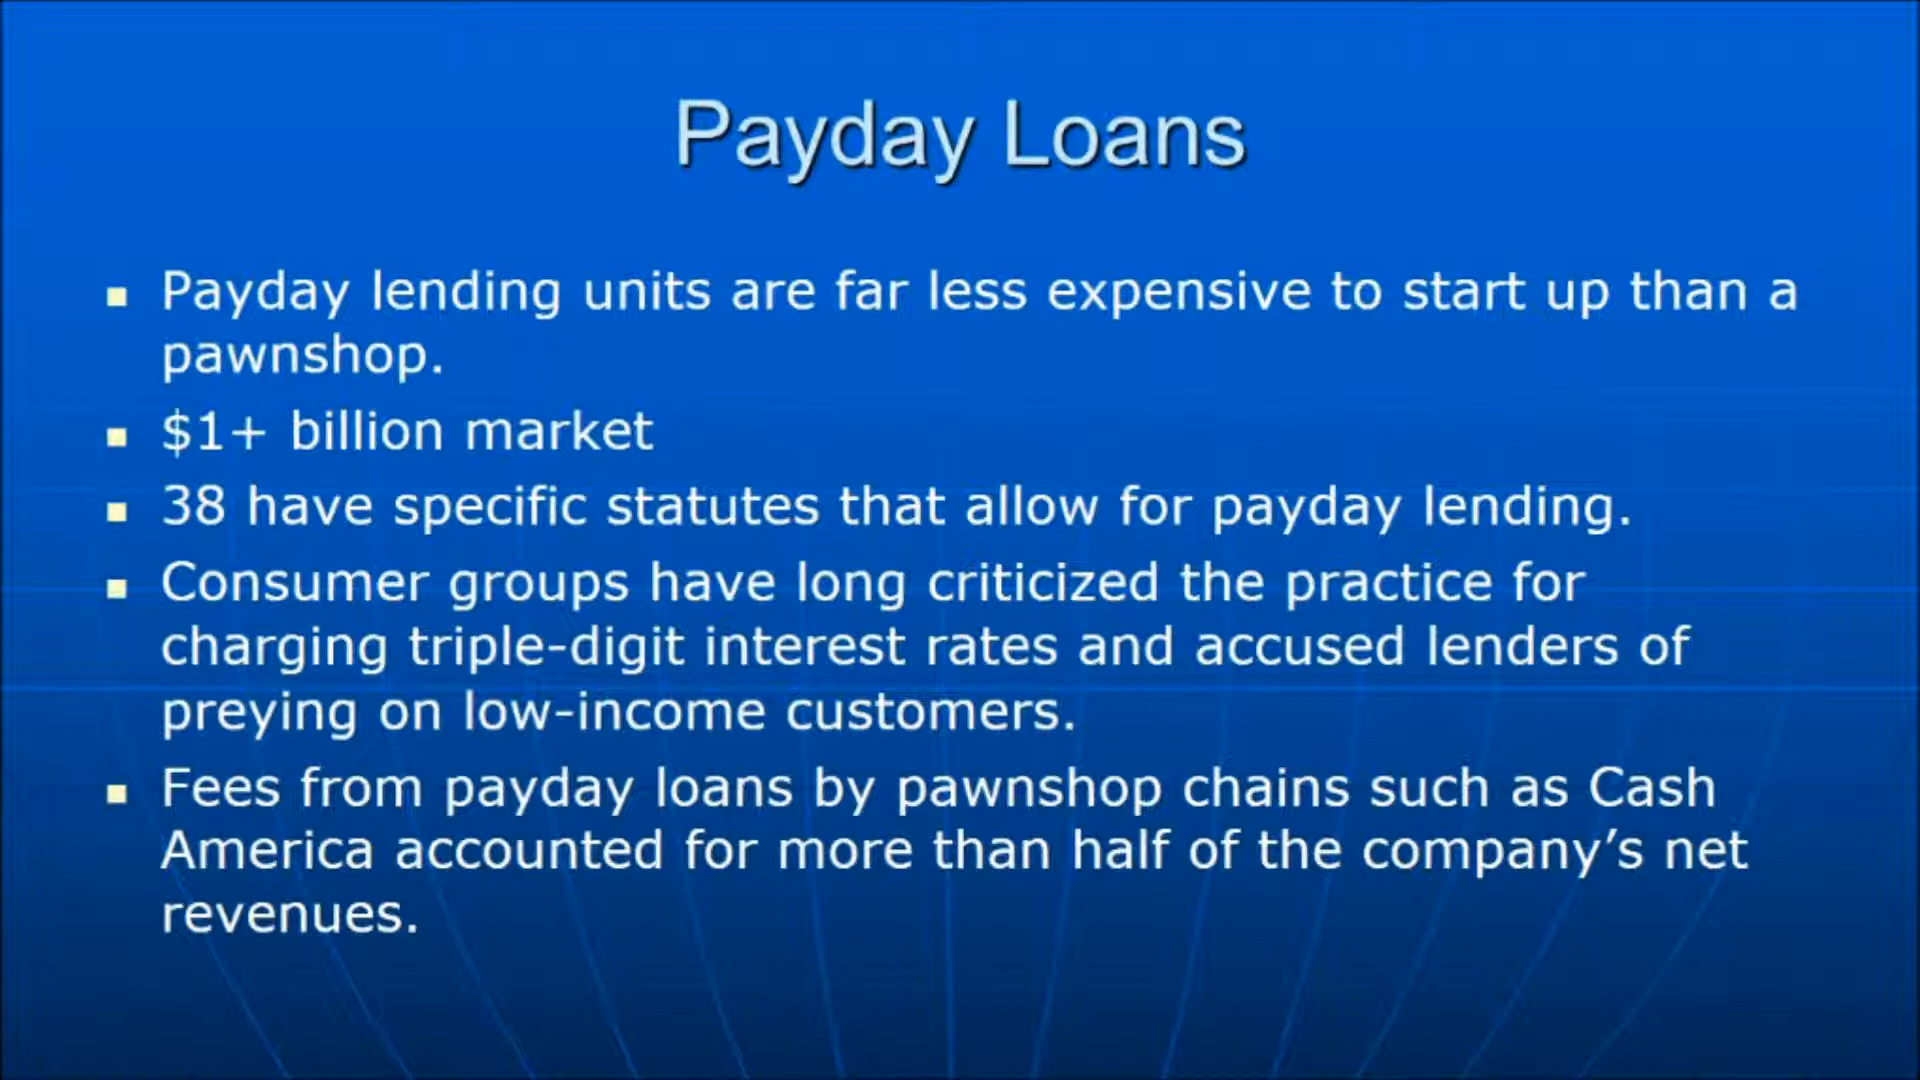 Payday Loans
Payday lending units are far less expensive to start up than a
pawnshop.
$1+ billion market
38 have specific statutes that allow for payday lending.
Consumer groups have long criticized the practice for
charging triple-digit interest rates and accused lenders of
preying on low-income customers.
Fees from payday loans by pawnshop chains such as Cash
America accounted for more than half of the company’s net
revenues.